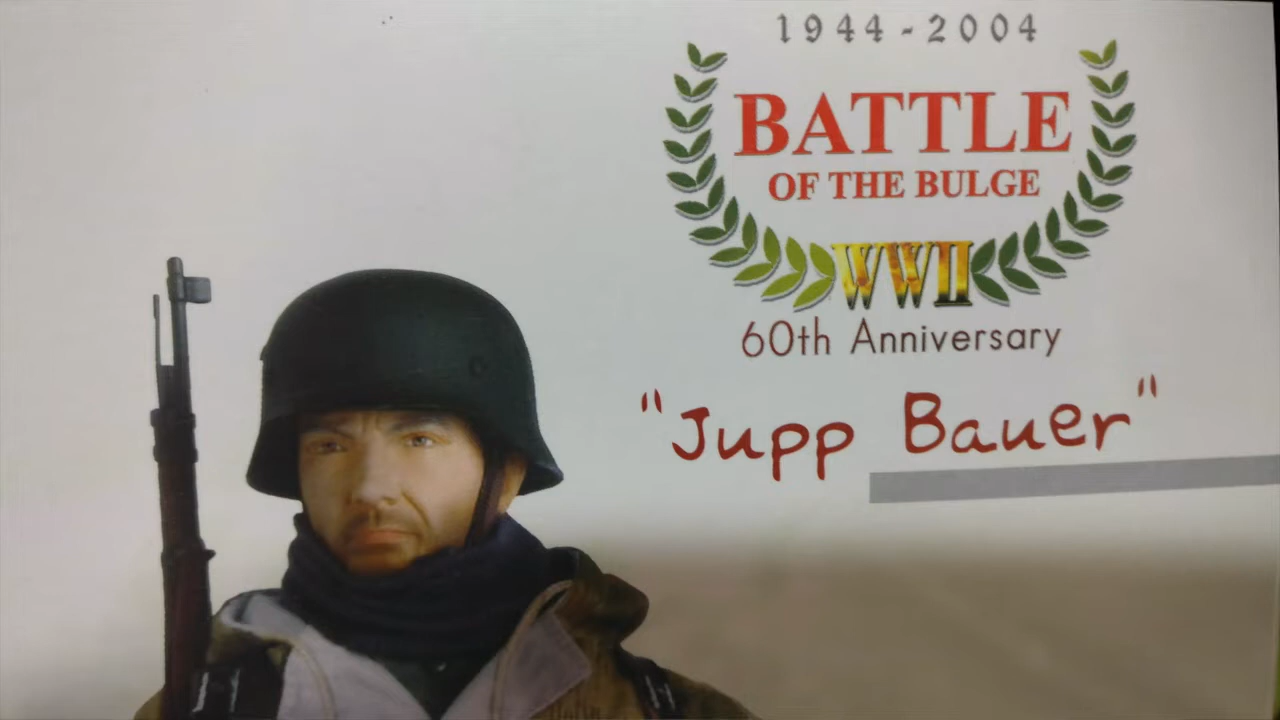 1944-2004
BATTLE
OF THE BULGE
WWII
60th Anniversary
"Jupp Bauer"